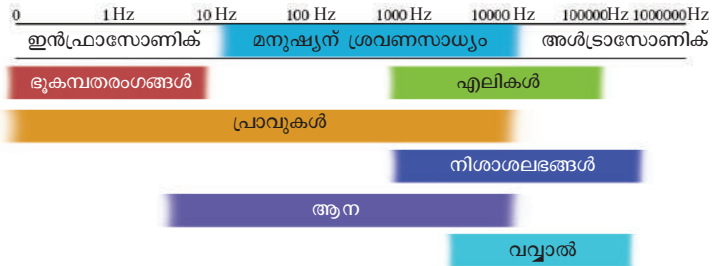 0 1 Hz 10 Hz 100 Hz 1000 Hz 10000 Hz 100000Hz 1000000Hz
ഇൻഫ്രാസോണിക് മനുഷ്യന് ശ്രവണസാധ്യം അൾട്രാസോണിക്
ഭൂകമ്പതരംഗങ്ങൾ എലികൾ
പ്രാവുകൾ
നിശാശലഭങ്ങൾ
ആന
വവ്വാൽ